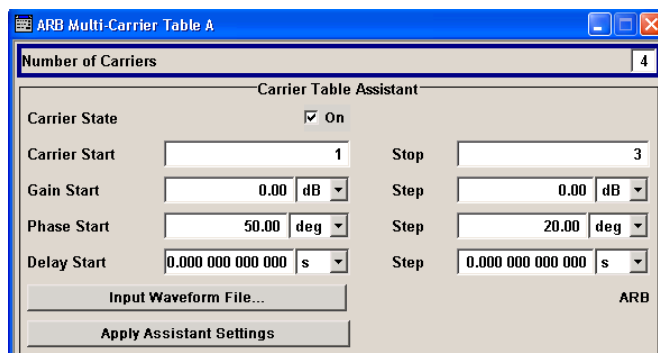 ARB Multi-Carrier Table A
Number of Carriers 4
Carrier Table Assistant
Carrier State On
Carrier Start 1 Stop 3
Gain Start 0.00 dB Step 0.00 dB
Phase Start 50.00 deg Step 20.00 deg
Delay Start 0.000 000 000 000 s Step 0.000 000 000 000 s
Input Waveform File... ARB
Apply Assistant Settings